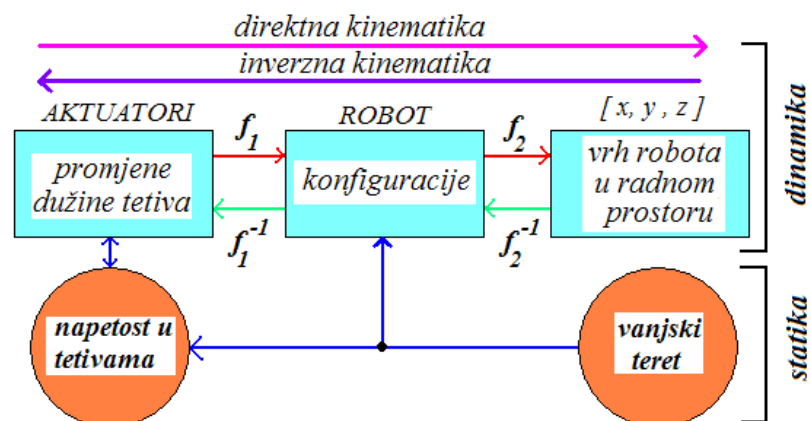 direktna kinematika
inverzna kinematika
AKTUATORI
ROBOT
[ x, y , z ]
promjene
dužine tetiva
f₁
f₁⁻¹
konfiguracije
f₂
f₂⁻¹
vrh robota
u radnom
prostoru
dinamika
napetost u
tetivama
vanjski
teret
statika